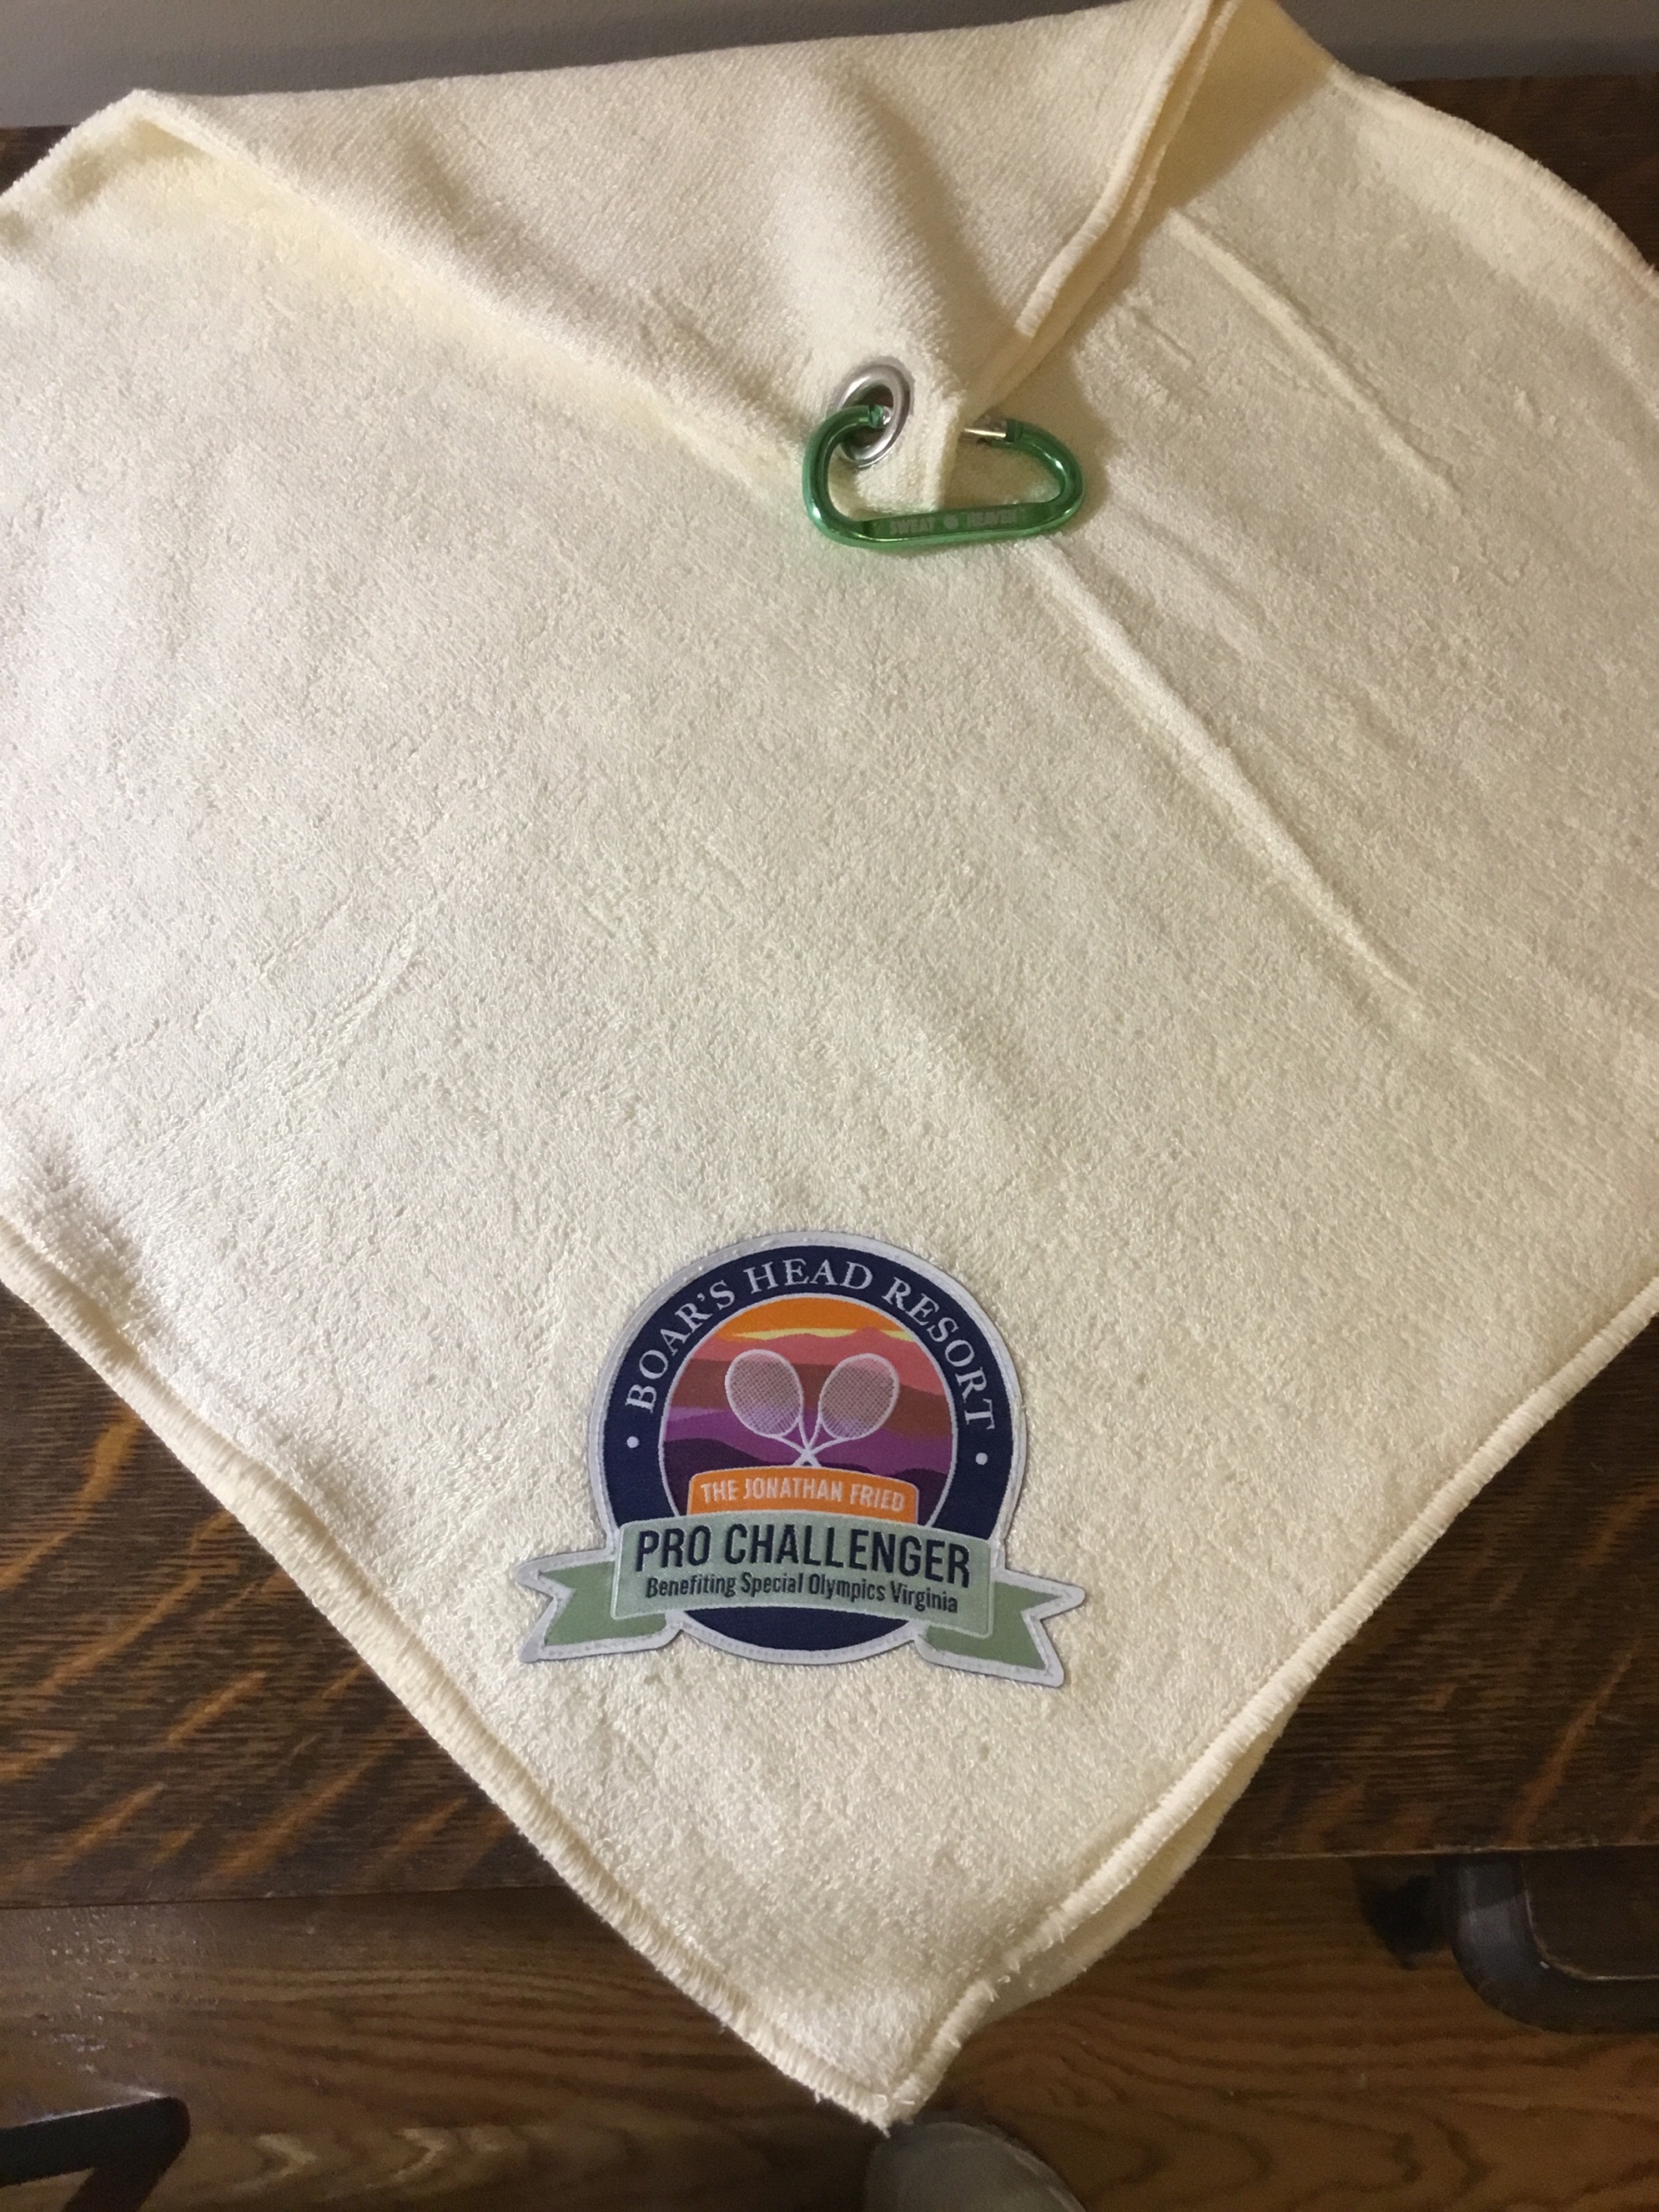 SWEAT HEAVEN
BOAR'S HEAD RESORT
THE JONATHAN FRIED
PRO CHALLENGER
Benefiting Special Olympics Virginia